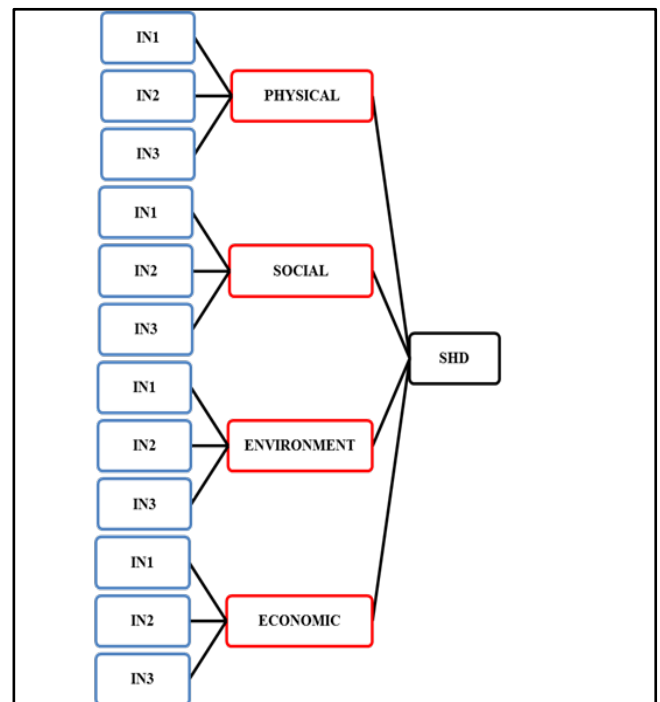 IN1
IN2
IN3
PHYSICAL
IN1
IN2
IN3
SOCIAL
IN1
IN2
IN3
ENVIRONMENT
IN1
IN2
IN3
ECONOMIC
SHD